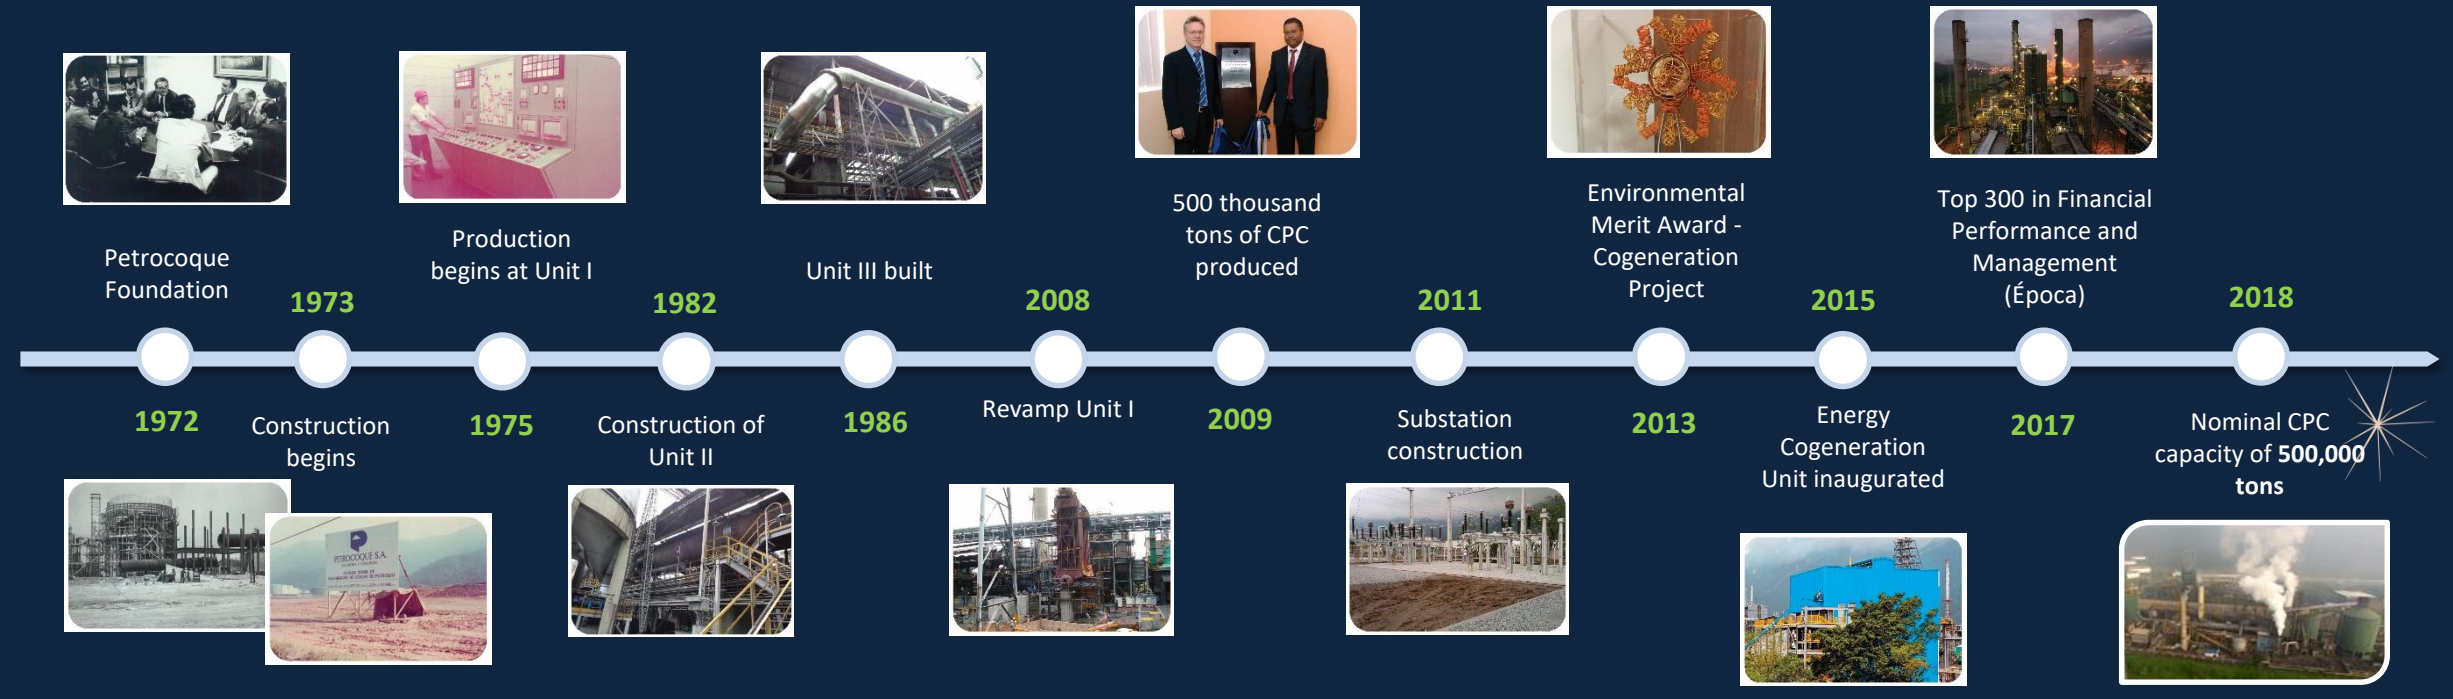 Petrocoque
Foundation
1972
1973
Construction
begins
Production
begins at Unit I
1975
1982
Construction of
Unit II
Unit III built
1986
2008
Revamp Unit I
500 thousand
tons of CPC
produced
2009
2011
Substation
construction
Environmental
Merit Award -
Cogeneration
Project
2013
2015
Energy
Cogeneration
Unit inaugurated
Top 300 in Financial
Performance and
Management
(Época)
2017
2018
Nominal CPC
capacity of 500,000
tons
PETROCOQUE S.A.